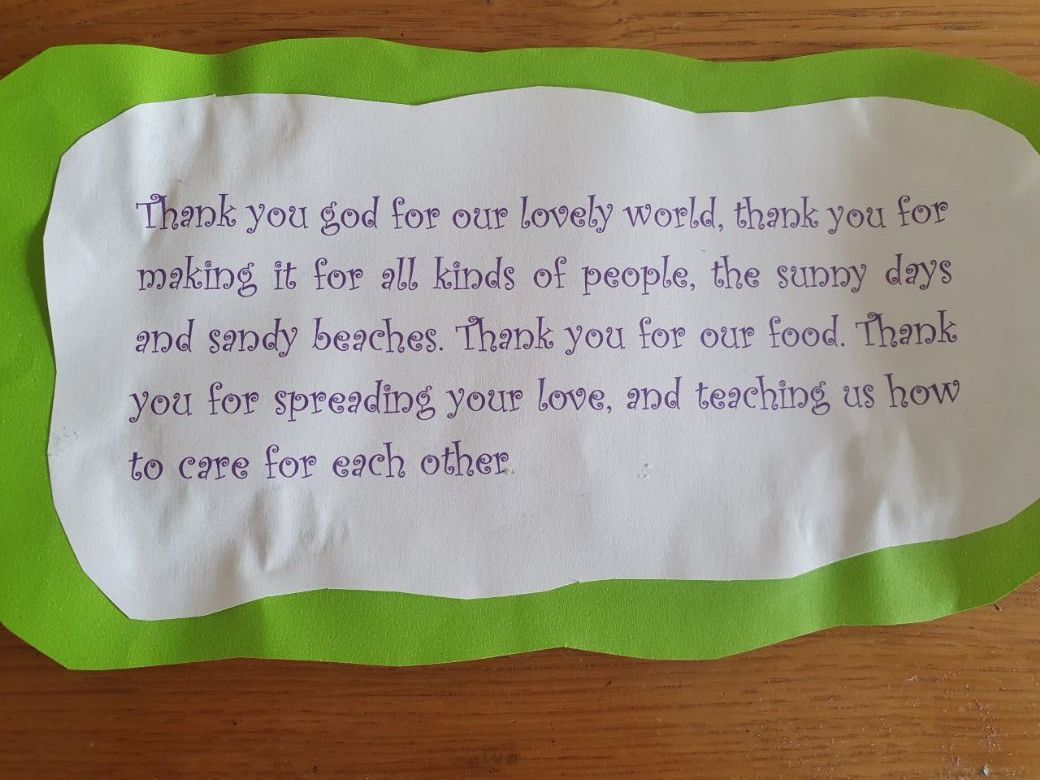 Thank you god for our lovely world, thank you for
making it for all kinds of people, the sunny days
and sandy beaches. Thank you for our food. Thank
you for spreading your love, and teaching us how
to care for each other